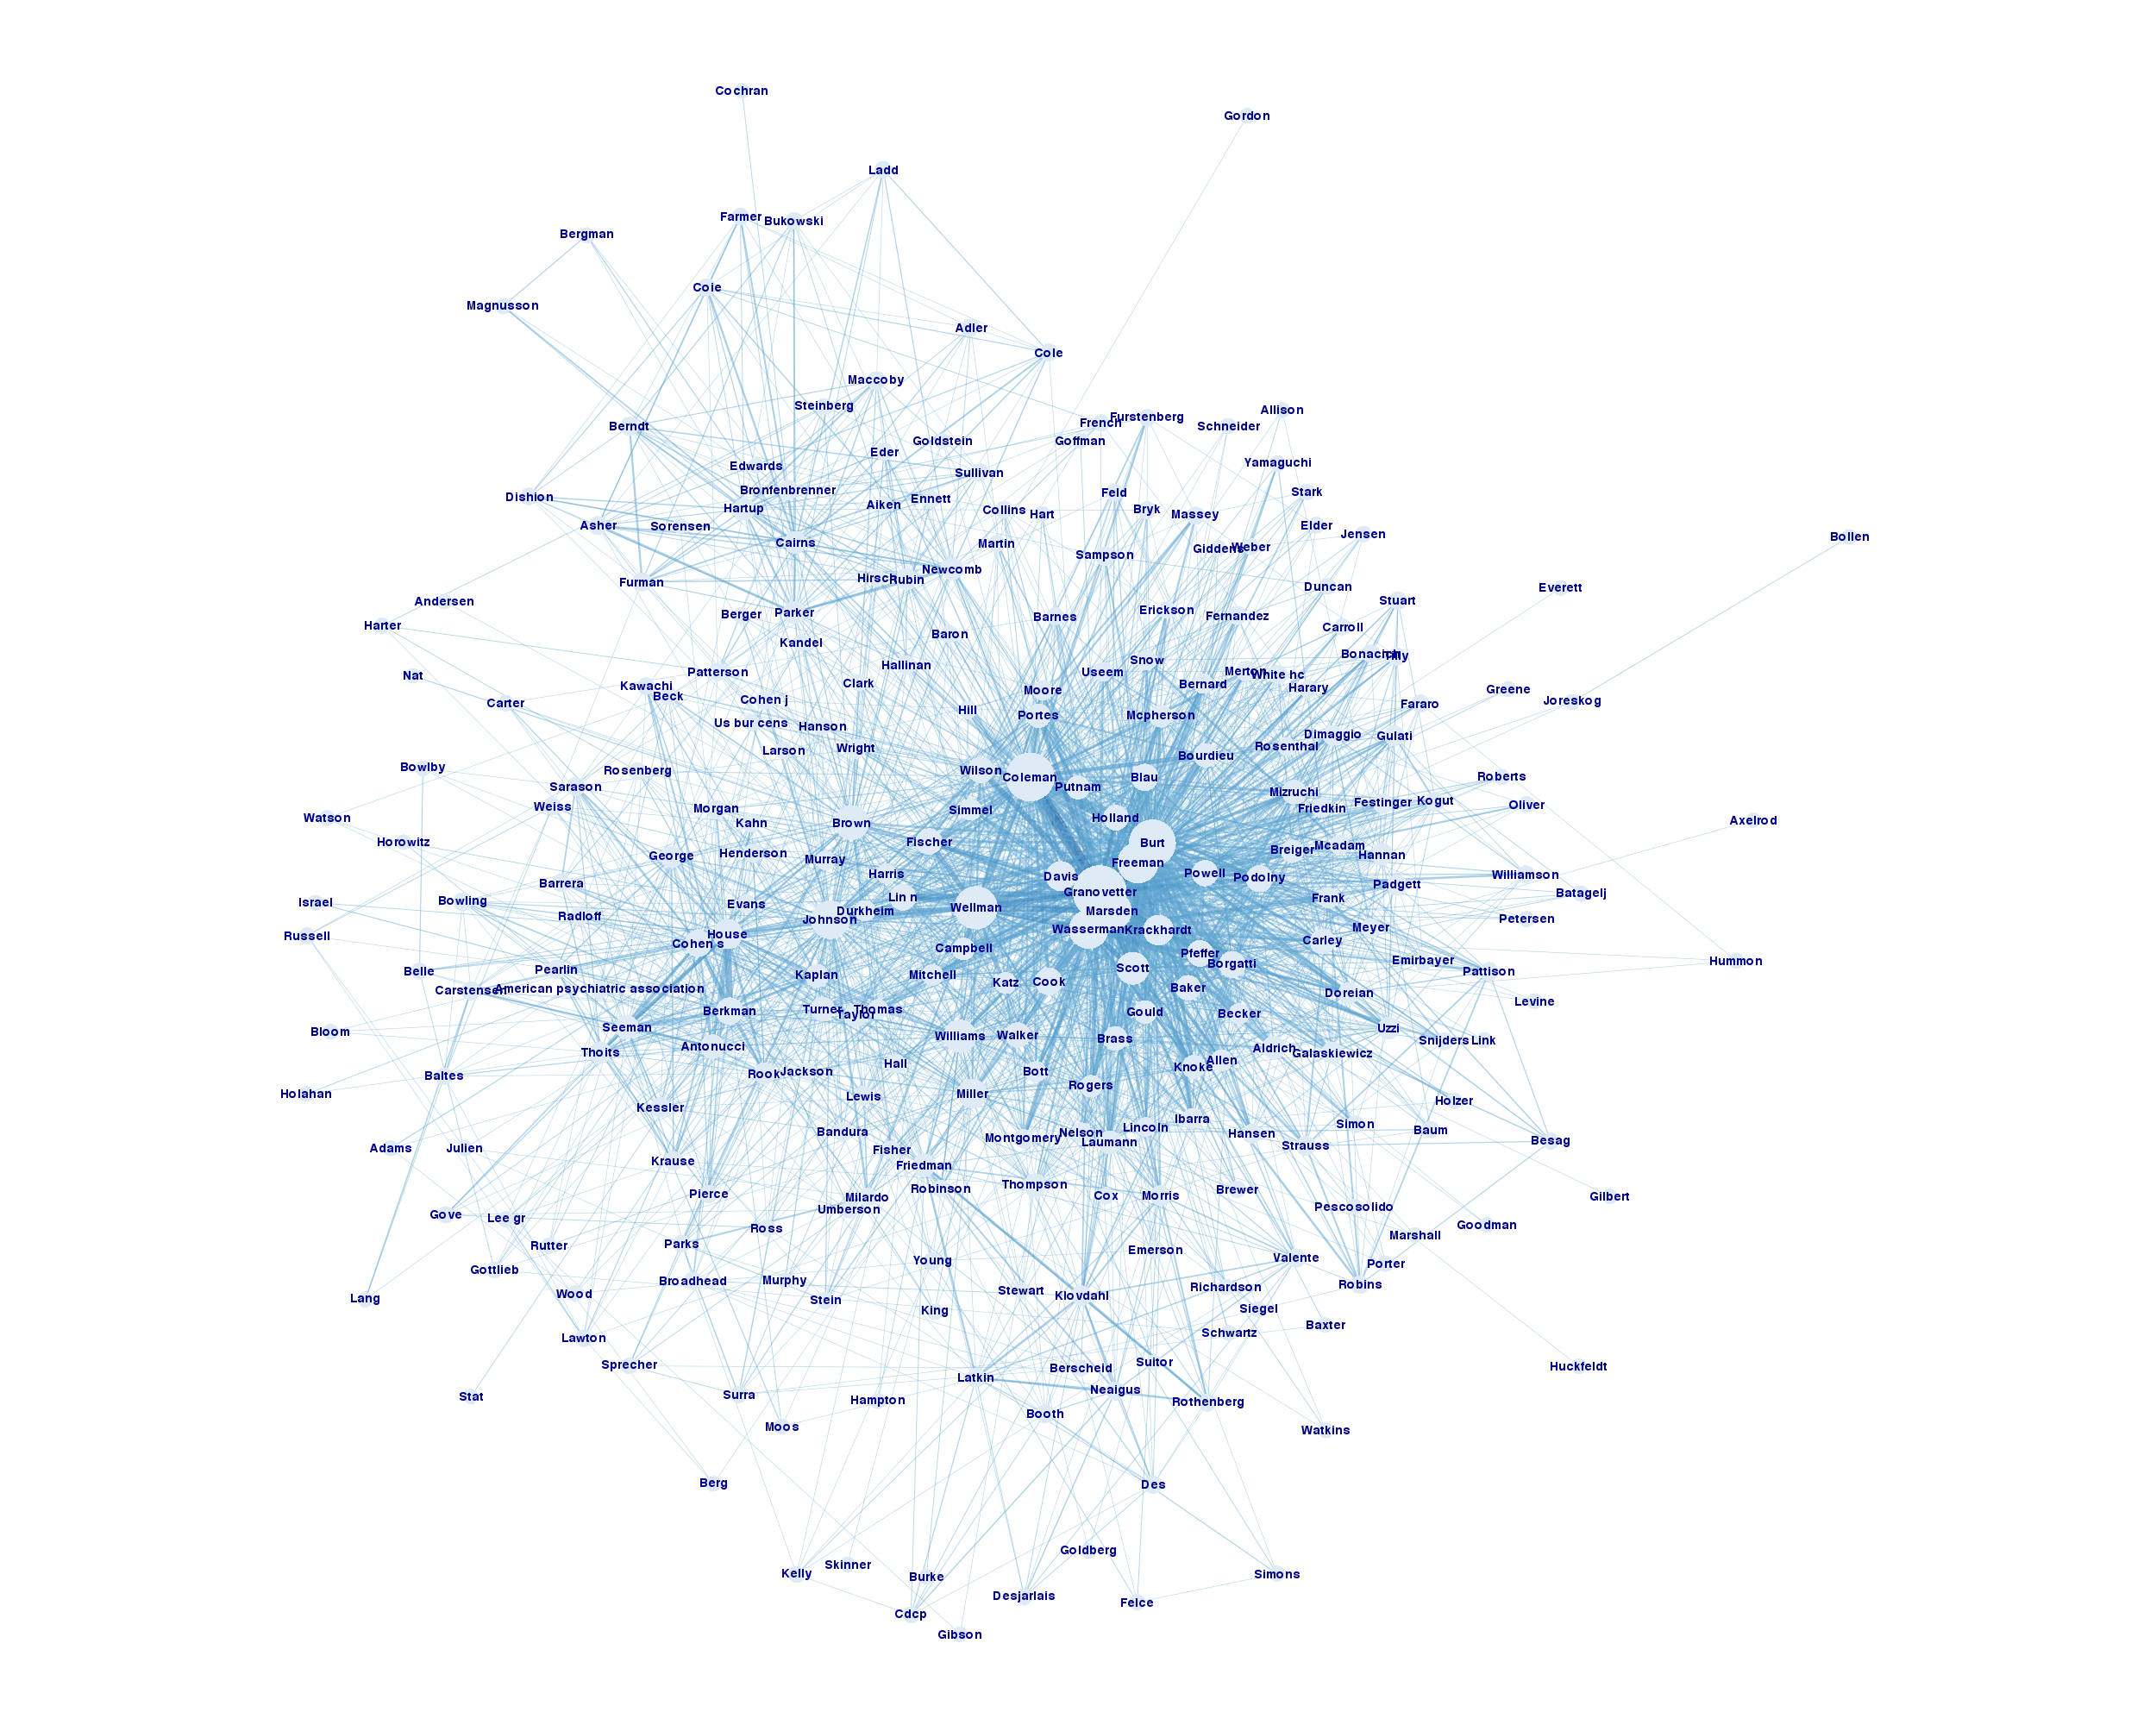 Cochran
Gordon
Ladd
Farmer
Bukowski
Bergman
Coie
Magnusson
Adler
Cole
Maccoby
Steinberg
Allison
Furstenberg
French
Schneider
Berndt
Goldstein
Goffman
Eder
Yamaguchi
Edwards
Sullivan
Bronfenbrenner
Stark
Feld
Dishion
Ennett
Aiken
Hartup
Collins
Hart
Bryk
Massey
Asher
Sorensen
Elder
Jensen
Bollen
Cairns
Martin
Giddens
Weber
Sampson
Newcomb
Hirsch
Rubin
Furman
Duncan
Everett
Andersen
Stuart
Berger
Parker
Barnes
Erickson
Fernandez
Harter
Carroll
Baron
Kandel
Bonacich
Tilly
Hallinan
Snow
Nat
Patterson
Useem
Merton
White hc
Clark
Kawachi
Beck
Moore
Bernard
Harary
Greene
Carter
Cohen j
Joreskog
Fararo
Hill
Portes
Mcpherson
Us bur cens
Hanson
Dimaggio
Gulati
Larson
Wright
Rosenthal
Bourdieu
Bowlby
Rosenberg
Wilson
Coleman
Blau
Roberts
Sarason
Putnam
Mizruchi
Weiss
Morgan
Simmel
Friedkin
Festinger
Kogut
Oliver
Watson
Kahn
Brown
Holland
Axelrod
Horowitz
Fischer
Burt
Mcadam
George
Henderson
Murray
Freeman
Breiger
Hannan
Barrera
Harris
Davis
Powell
Podolny
Williamson
Padgett
Batagelj
Israel
Bowling
Evans
Lin n
Granovetter
Frank
Radloff
Durkheim
Wellman
Marsden
Petersen
Johnson
Russell
House
Wasserman
Krackhardt
Meyer
Cohen s
Campbell
Carley
Pfeffer
Borgatti
Emirbayer
Hummon
Belle
Pearlin
Kaplan
Mitchell
Scott
Pattison
Carstensen
American psychiatric association
Katz
Cook
Baker
Doreian
Levine
Berkman
Turner
Taylor
Thomas
Gould
Becker
Bloom
Seeman
Williams
Walker
Brass
Uzzi
Snijders
Link
Thoits
Antonucci
Aldrich
Galaskiewicz
Hall
Allen
Knoke
Baltes
Rook
Jackson
Bott
Rogers
Holahan
Lewis
Miller
Holzer
Kessler
Ibarra
Simon
Bandura
Nelson
Lincoln
Hansen
Baum
Montgomery
Laumann
Strauss
Besag
Adams
Julien
Fisher
Krause
Friedman
Pierce
Robinson
Thompson
Brewer
Milardo
Cox
Morris
Gilbert
Umberson
Pescosolido
Gove
Lee gr
Ross
Goodman
Marshall
Rutter
Parks
Emerson
Young
Valente
Porter
Gottlieb
Broadhead
Murphy
Robins
Wood
Stein
Stewart
Klovdahl
Richardson
Lang
King
Siegel
Baxter
Schwartz
Lawton
Sprecher
Berscheid
Suitor
Huckfeldt
Latkin
Neaigus
Stat
Surra
Hampton
Rothenberg
Booth
Moos
Watkins
Berg
Des
Goldberg
Skinner
Kelly
Burke
Simons
Desjarlais
Felce
Cdcp
Gibson